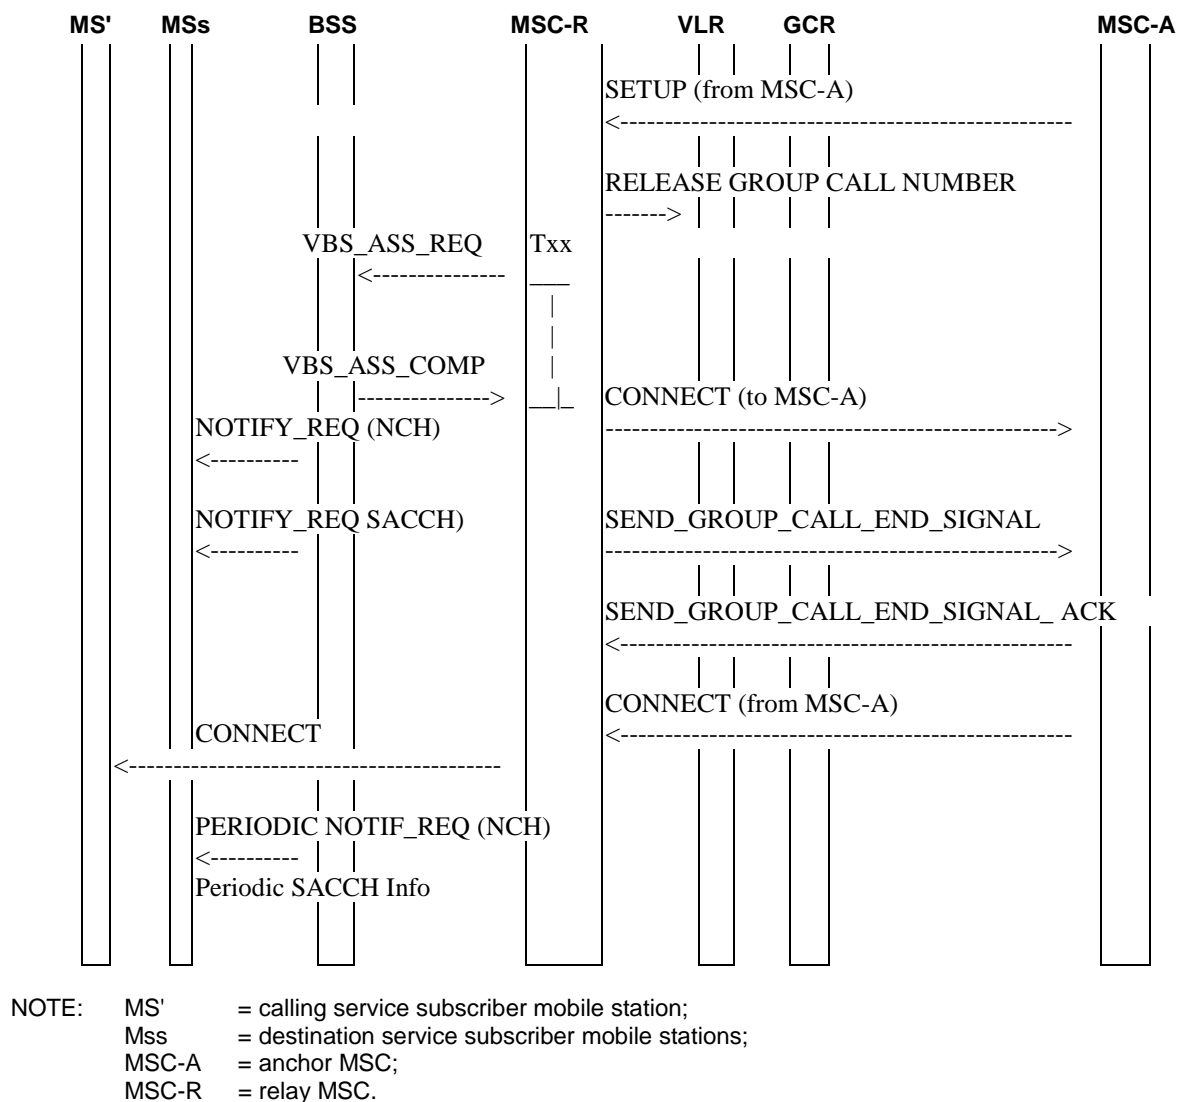 MS' MSs BSS MSC-R VLR GCR MSC-A
SETUP (from MSC-A)
<--------------------------------------------------
RELEASE GROUP CALL NUMBER
------->
VBS_ASS_REQ Txx
<--------------- ___
|
|
VBS_ASS_COMP |
---------------> __|_ CONNECT (to MSC-A)
NOTIFY_REQ (NCH) -------------------------------------------------->
<----------
NOTIFY_REQ SACCH) SEND_GROUP_CALL_END_SIGNAL
<---------- -------------------------------------------------->
SEND_GROUP_CALL_END_SIGNAL_ ACK
<--------------------------------------------------
CONNECT (from MSC-A)
CONNECT <--------------------------------------------------
<------------------------------------------
PERIODIC NOTIF_REQ (NCH)
<----------
Periodic SACCH Info
NOTE: MS' = calling service subscriber mobile station;
Mss = destination service subscriber mobile stations;
MSC-A = anchor MSC;
MSC-R = relay MSC.